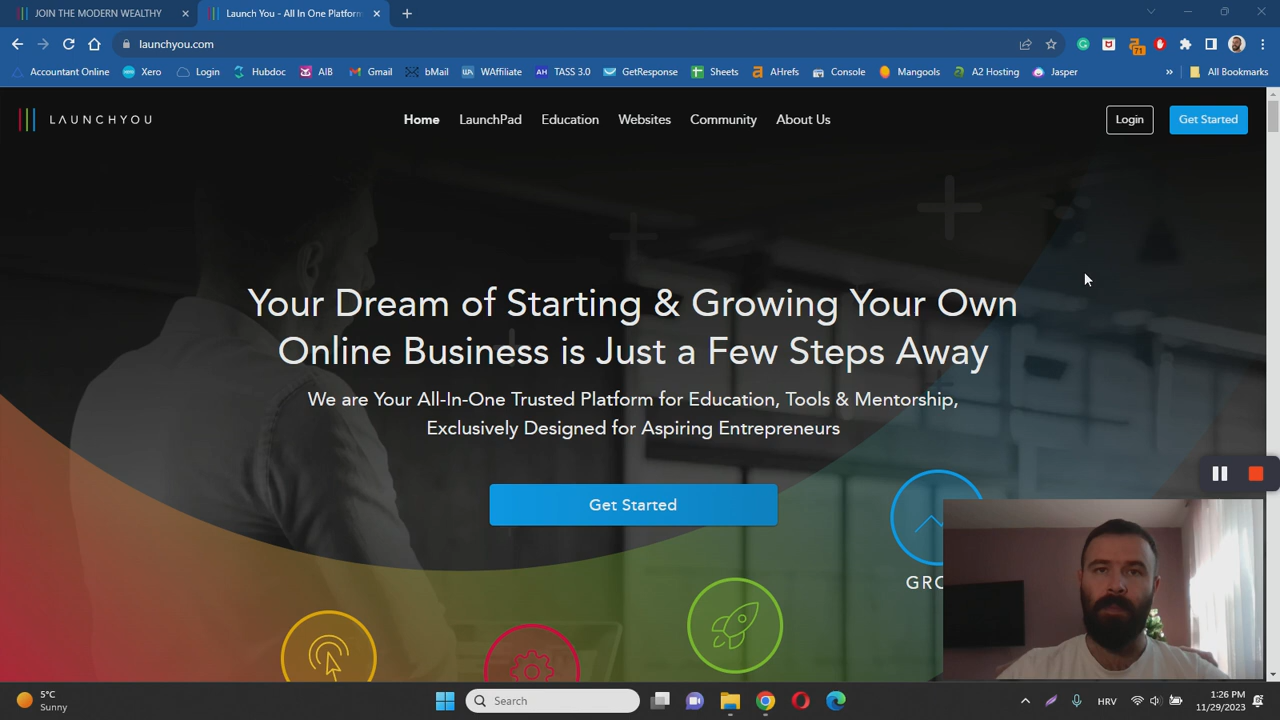 JOIN THE MODERN WEALTHY
Launch You - All In One Platform
launchyou.com
71
Accountant Online
Xero
Login
Hubdoc
AIB
Gmail
bMail
WAffiliate
AH
TASS 3.0
GetResponse
Sheets
AHrefs
Console
Mangools
A2 Hosting
Jasper
»
All Bookmarks
LAUNCHYOU
Home
LaunchPad
Education
Websites
Community
About Us
Login
Get Started
Your Dream of Starting & Growing Your Own
Online Business is Just a Few Steps Away
We are Your All-In-One Trusted Platform for Education, Tools & Mentorship,
Exclusively Designed for Aspiring Entrepreneurs
Get Started
GRO
5°C
Sunny
Search
HRV
1:26 PM
11/29/2023